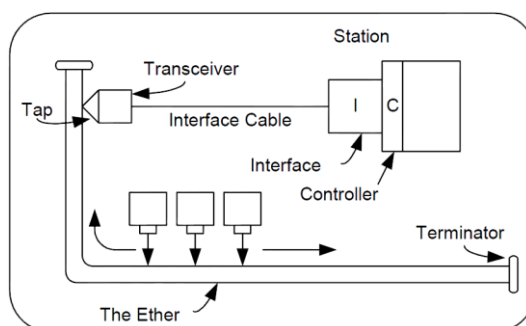 Station
Transceiver
Tap
Interface Cable
I
C
Interface
Controller
Terminator
The Ether